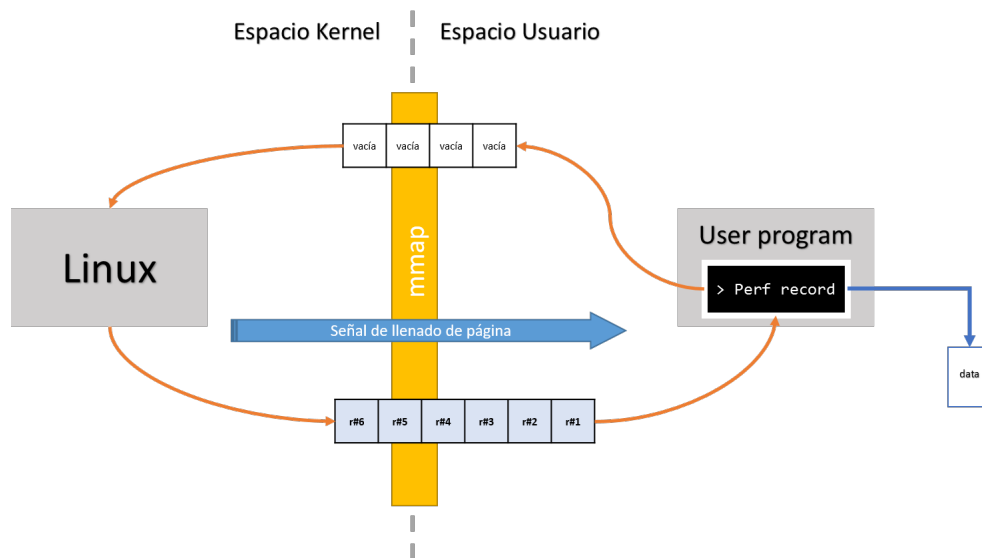 Espacio Kernel
Espacio Usuario
vacía
vacía
vacía
vacía
Linux
mmap
User program
> Perf record
Señal de llenado de página
data
r#6
r#5
r#4
r#3
r#2
r#1